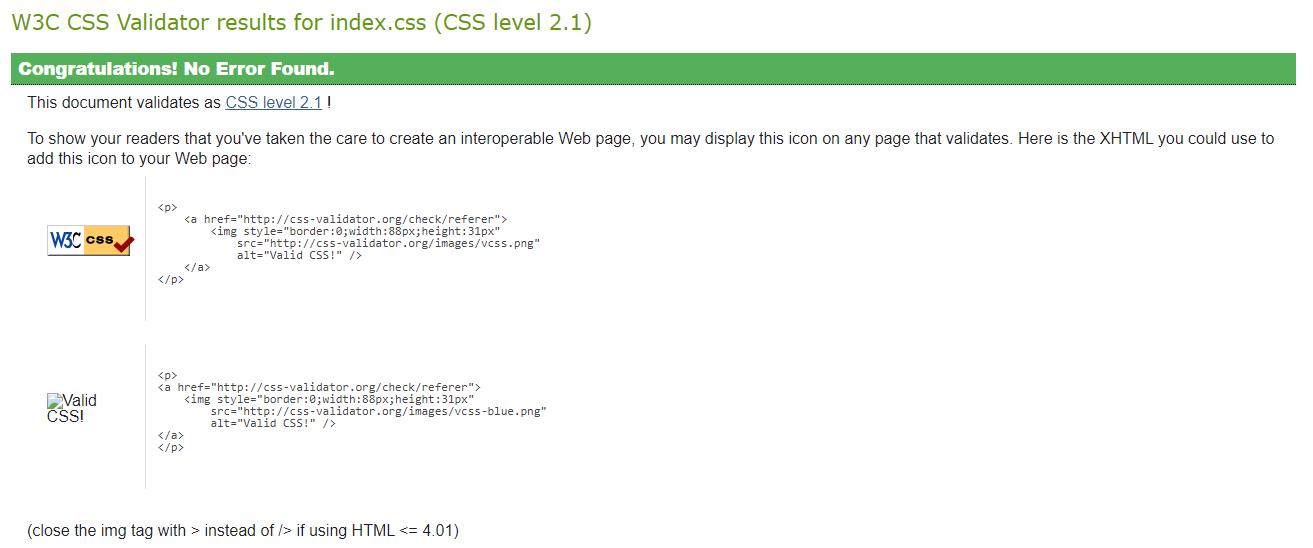 W3C CSS Validator results for index.css (CSS level 2.1)
Congratulations! No Error Found.
This document validates as CSS level 2.1 !
To show your readers that you've taken the care to create an interoperable Web page, you may display this icon on any page that validates. Here is the XHTML you could use to
add this icon to your Web page:
W3C css
<p>
<a href="http://css-validator.org/check/referer">
<img style="border:0;width:88px;height:31px"
src="http://css-validator.org/images/vcss.png"
alt="Valid CSS!" />
</a>
</p>
Valid
CSS!
<p>
<a href="http://css-validator.org/check/referer">
<img style="border:0;width:88px;height:31px"
src="http://css-validator.org/images/vcss-blue.png"
alt="Valid CSS!" />
</a>
</p>
(close the img tag with > instead of /> if using HTML <= 4.01)